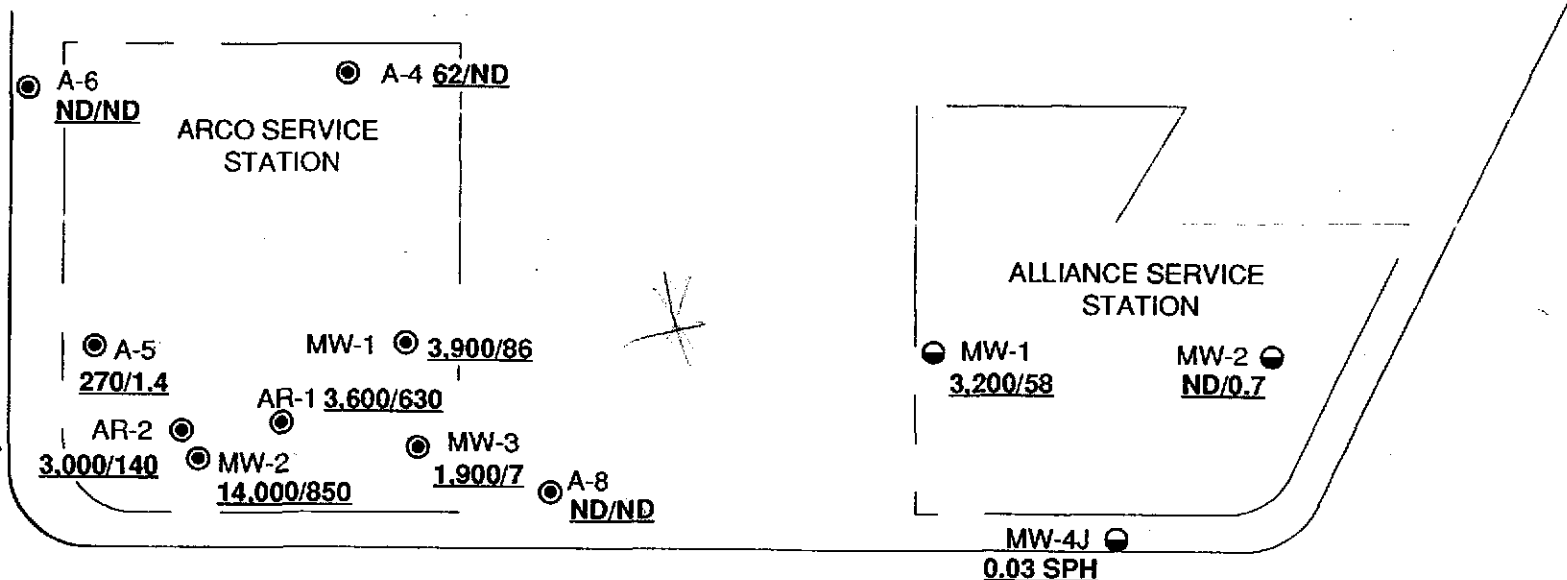 A-6
ND/ND
A-4 62/ND
ARCO SERVICE
STATION
ALLIANCE SERVICE
STATION
A-5
270/1.4
MW-1 3,900/86
AR-1 3,600/630
AR-2
3,000/140
MW-2
14,000/850
MW-3
1,900/7
A-8
ND/ND
MW-1
3,200/58
MW-2
ND/0.7
MW-4J
0.03 SPH